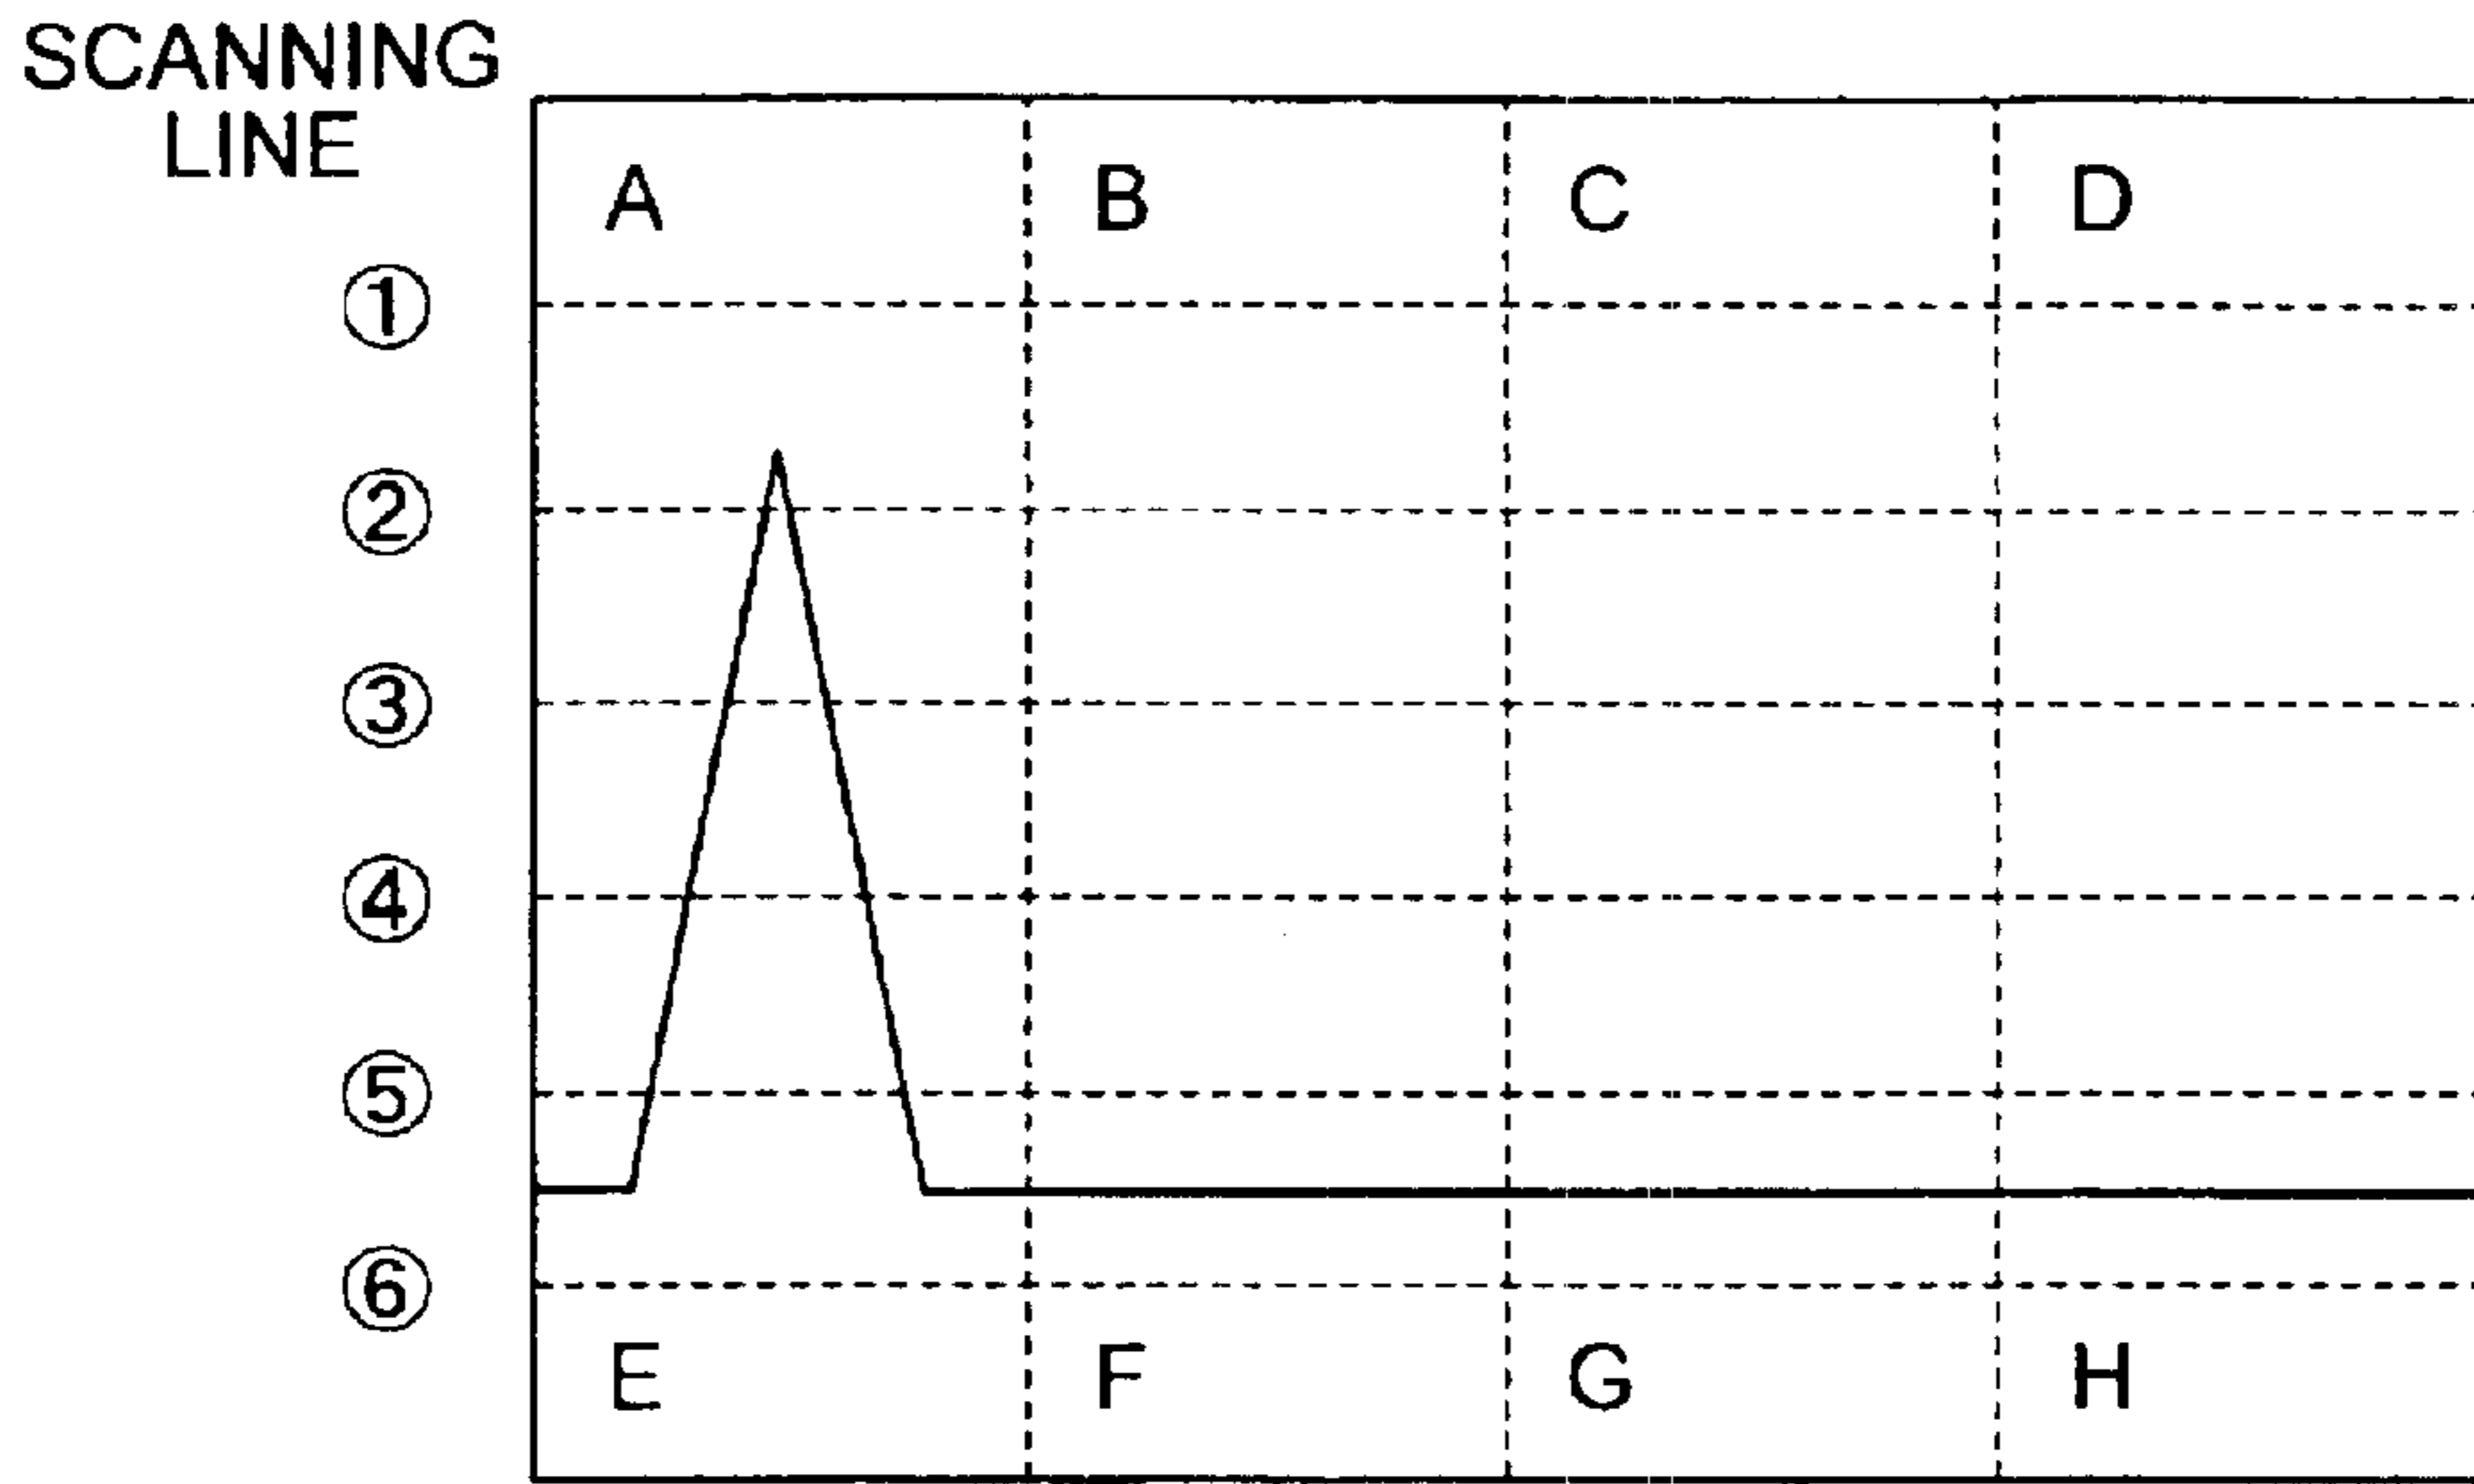 SCANNING
LINE
A B C D
①
②
③
④
⑤
⑥
E F G H